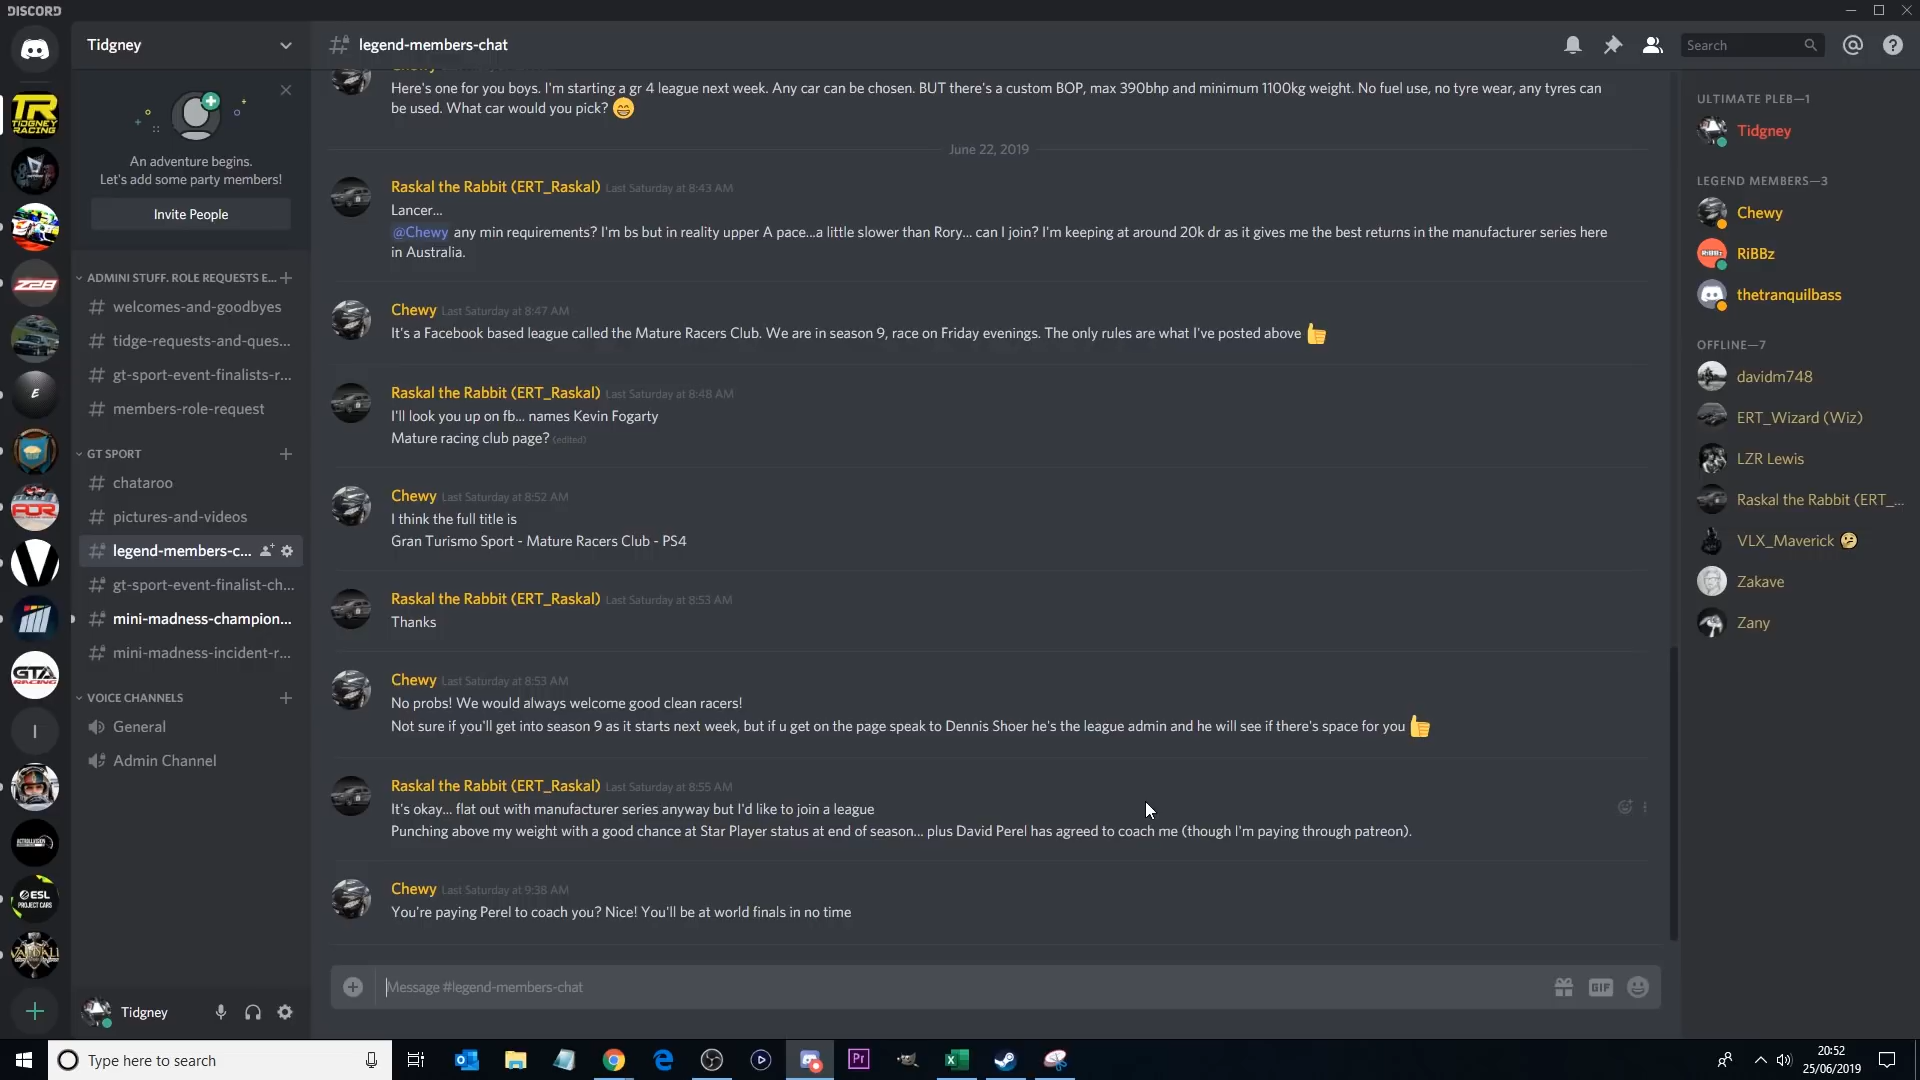 DISCORD
Tidgney
legend-members-chat
Search
TR
TIDGNEY
RACING
An adventure begins.
Let's add some party members!
Invite People
ADMINI STUFF. ROLE REQUESTS E...
welcomes-and-goodbyes
tidge-requests-and-ques...
gt-sport-event-finalists-r...
members-role-request
GT SPORT
chataroo
pictures-and-videos
legend-members-c...
gt-sport-event-finalist-ch...
mini-madness-champion...
mini-madness-incident-r...
VOICE CHANNELS
General
Admin Channel
Z28
E
AOR
V
GTA
RACING
I
ESL
PROJECT CARS
Tidgney
Here's one for you boys. I'm starting a gr 4 league next week. Any car can be chosen. BUT there's a custom BOP, max 390bhp and minimum 1100kg weight. No fuel use, no tyre wear, any tyres can
be used. What car would you pick? 😄
June 22, 2019
Raskal the Rabbit (ERT_Raskal) Last Saturday at 8:43 AM
Lancer...
@Chewy any min requirements? I'm bs but in reality upper A pace...a little slower than Rory... can I join? I'm keeping at around 20k dr as it gives me the best returns in the manufacturer series here
in Australia.
Chewy Last Saturday at 8:47 AM
It's a Facebook based league called the Mature Racers Club. We are in season 9, race on Friday evenings. The only rules are what I've posted above 👍
Raskal the Rabbit (ERT_Raskal) Last Saturday at 8:48 AM
I'll look you up on fb... names Kevin Fogarty
Mature racing club page? (edited)
Chewy Last Saturday at 8:52 AM
I think the full title is
Gran Turismo Sport - Mature Racers Club - PS4
Raskal the Rabbit (ERT_Raskal) Last Saturday at 8:53 AM
Thanks
Chewy Last Saturday at 8:53 AM
No probs! We would always welcome good clean racers!
Not sure if you'll get into season 9 as it starts next week, but if u get on the page speak to Dennis Shoer he's the league admin and he will see if there's space for you 👍
Raskal the Rabbit (ERT_Raskal) Last Saturday at 8:55 AM
It's okay... flat out with manufacturer series anyway but I'd like to join a league
Punching above my weight with a good chance at Star Player status at end of season... plus David Perel has agreed to coach me (though I'm paying through patreon).
Chewy Last Saturday at 9:38 AM
You're paying Perel to coach you? Nice! You'll be at world finals in no time
Message #legend-members-chat
GIF
ULTIMATE PLEB—1
Tidgney
LEGEND MEMBERS—3
Chewy
RiBBz
thetranquilbass
OFFLINE—7
davidm748
ERT_Wizard (Wiz)
LZR Lewis
Raskal the Rabbit (ERT_...
VLX_Maverick 🤔
Zakave
Zany
Type here to search
Pr
20:52
25/06/2019